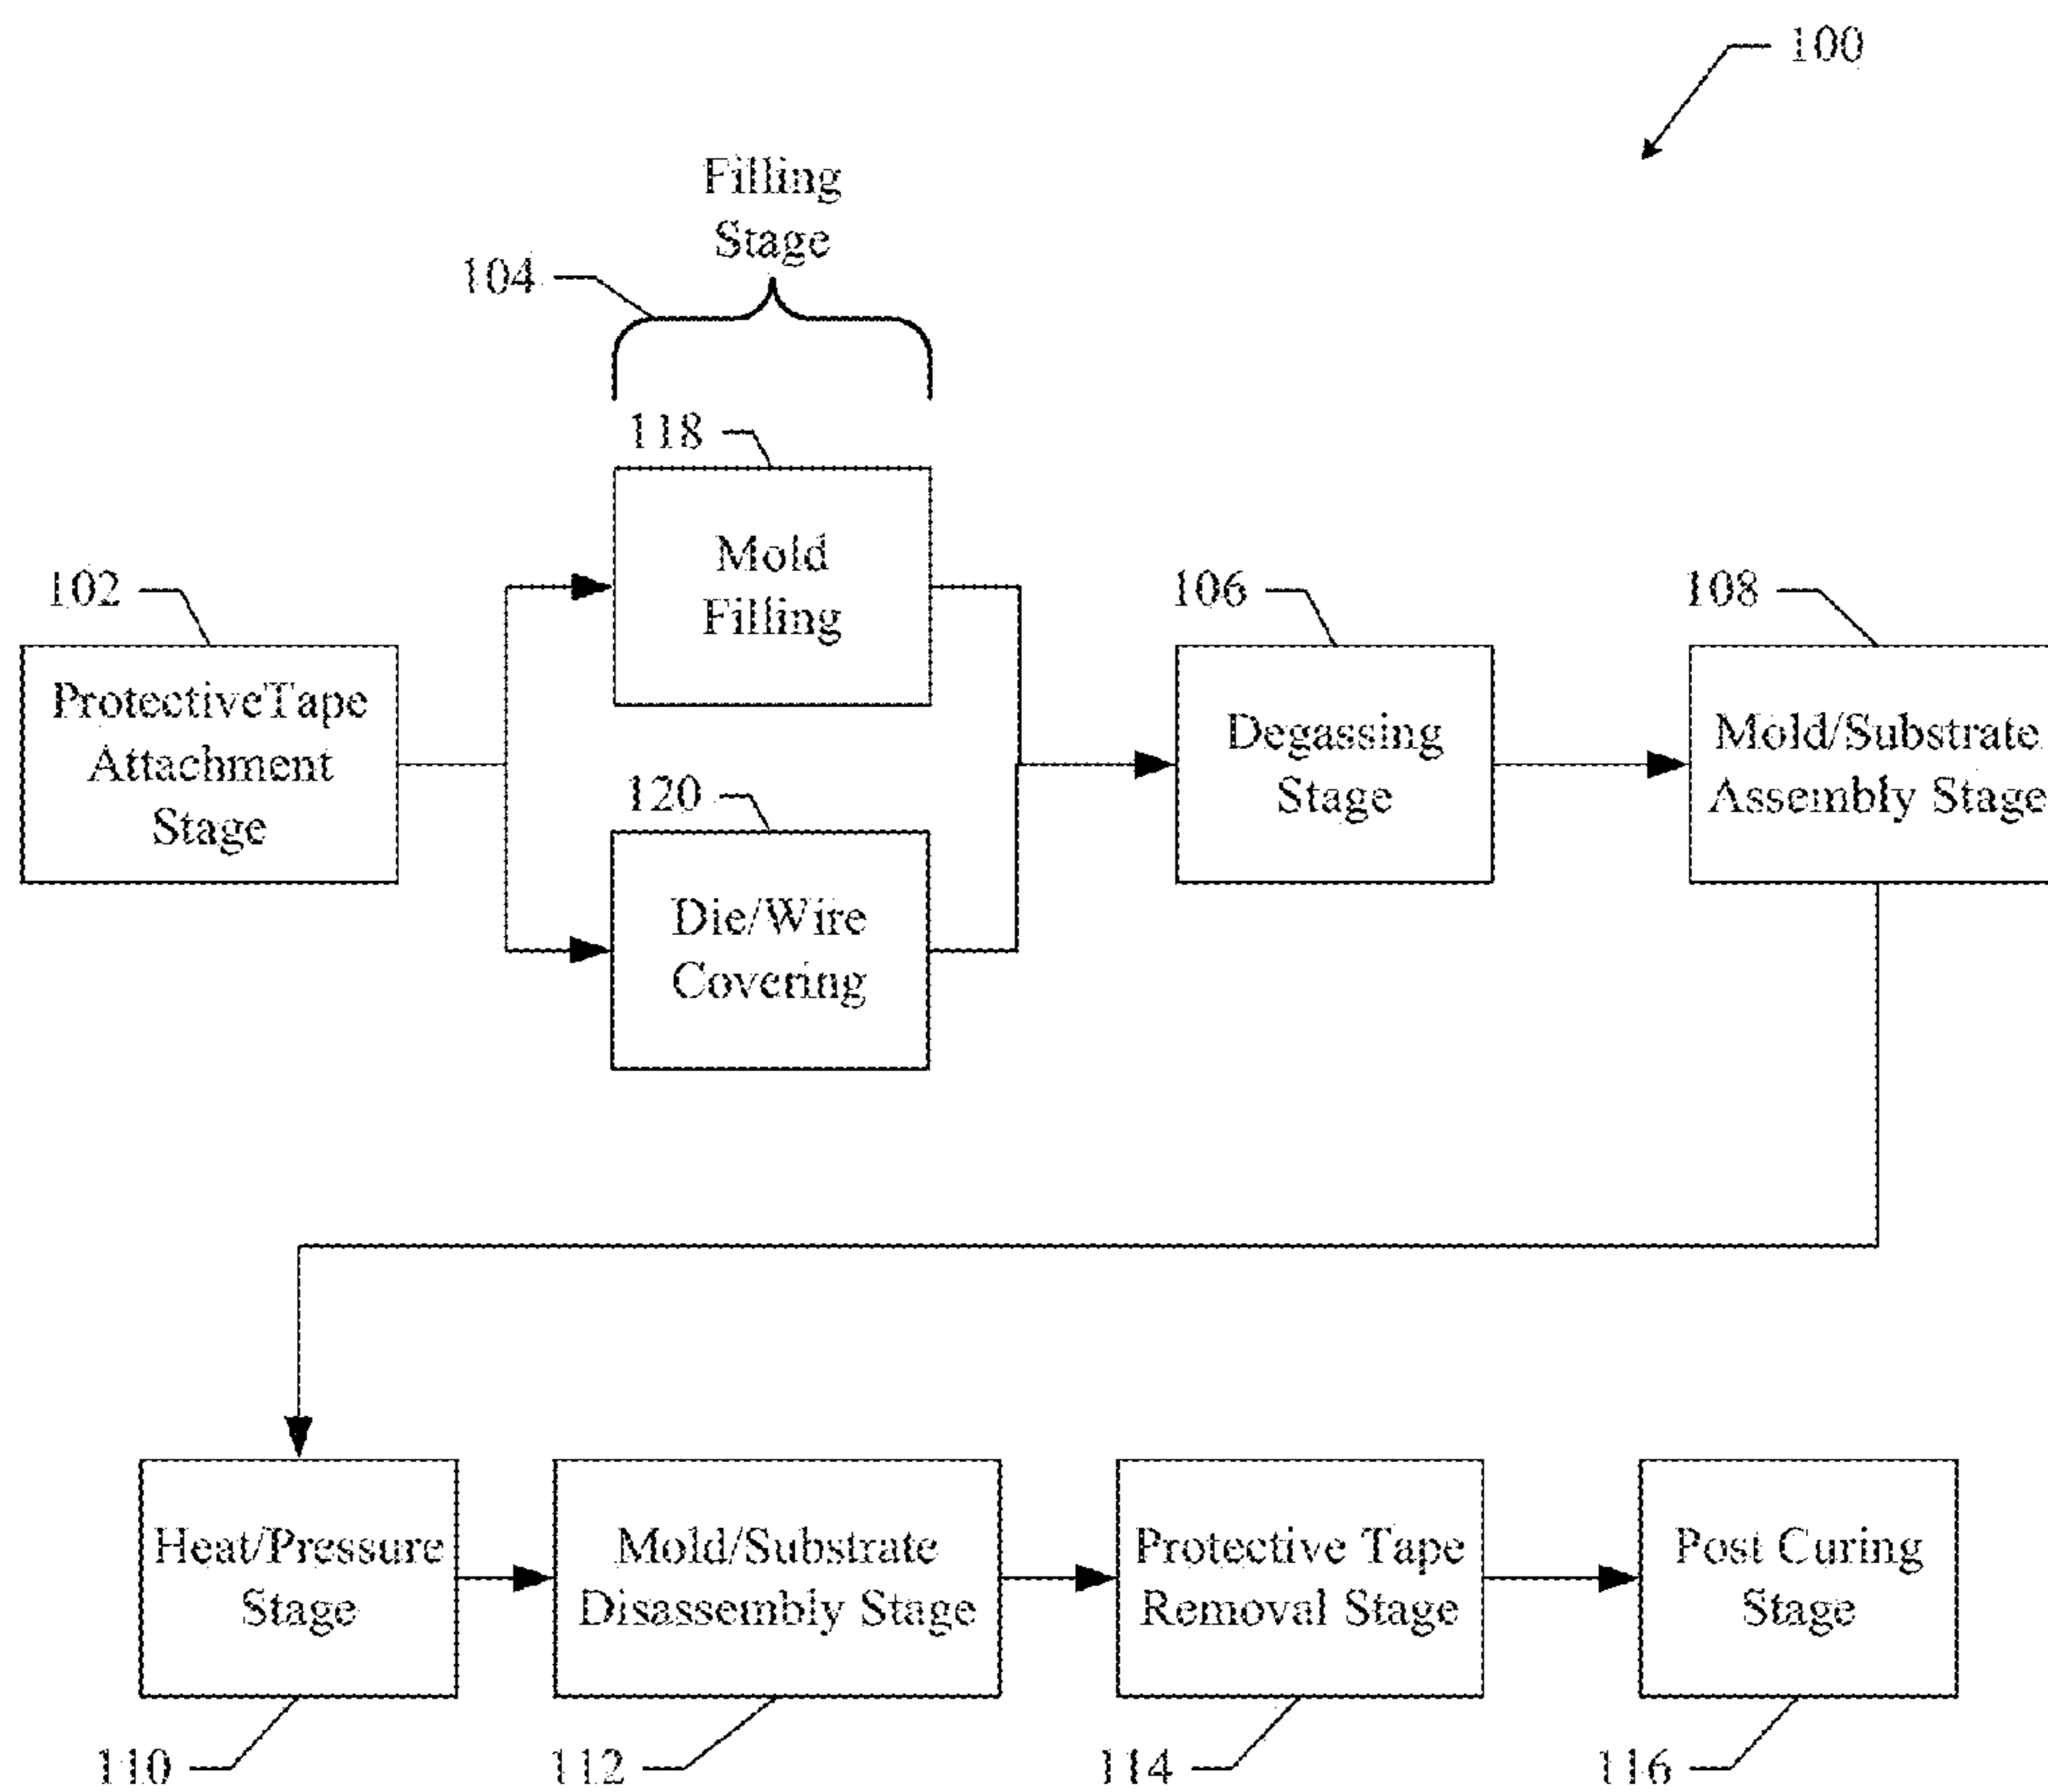 100
Filling
Stage
104
118
Mold
Filling
102
ProtectiveTape
Attachment
Stage
120
Die/Wire
Covering
106
Degassing
Stage
108
Mold/Substrate
Assembly Stage
Heat/Pressure
Stage
110
Mold/Substrate
Disassembly Stage
112
Protective Tape
Removal Stage
114
Post Curing
Stage
116